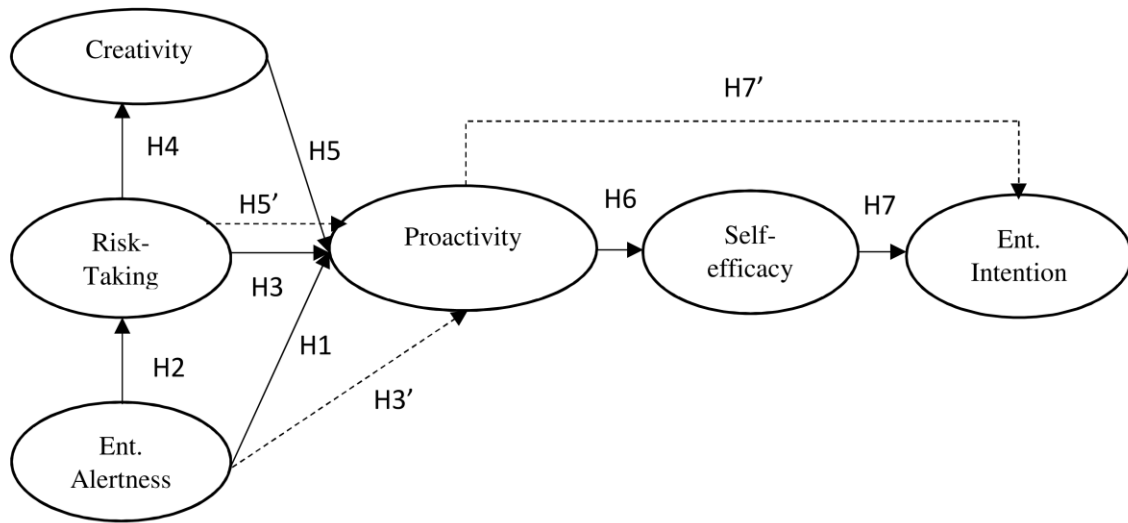 Creativity
H7’
H4
H5
H5’
H6
H7
Risk-
Taking
Proactivity
Self-
efficacy
Ent.
Intention
H3
H1
H2
H3’
Ent.
Alertness